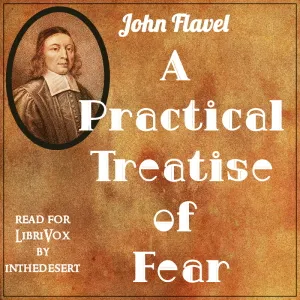 John Flavel
A
Practical
Treatise
of
Fear
READ FOR
LIBRIVOX
BY
INTHEDESERT